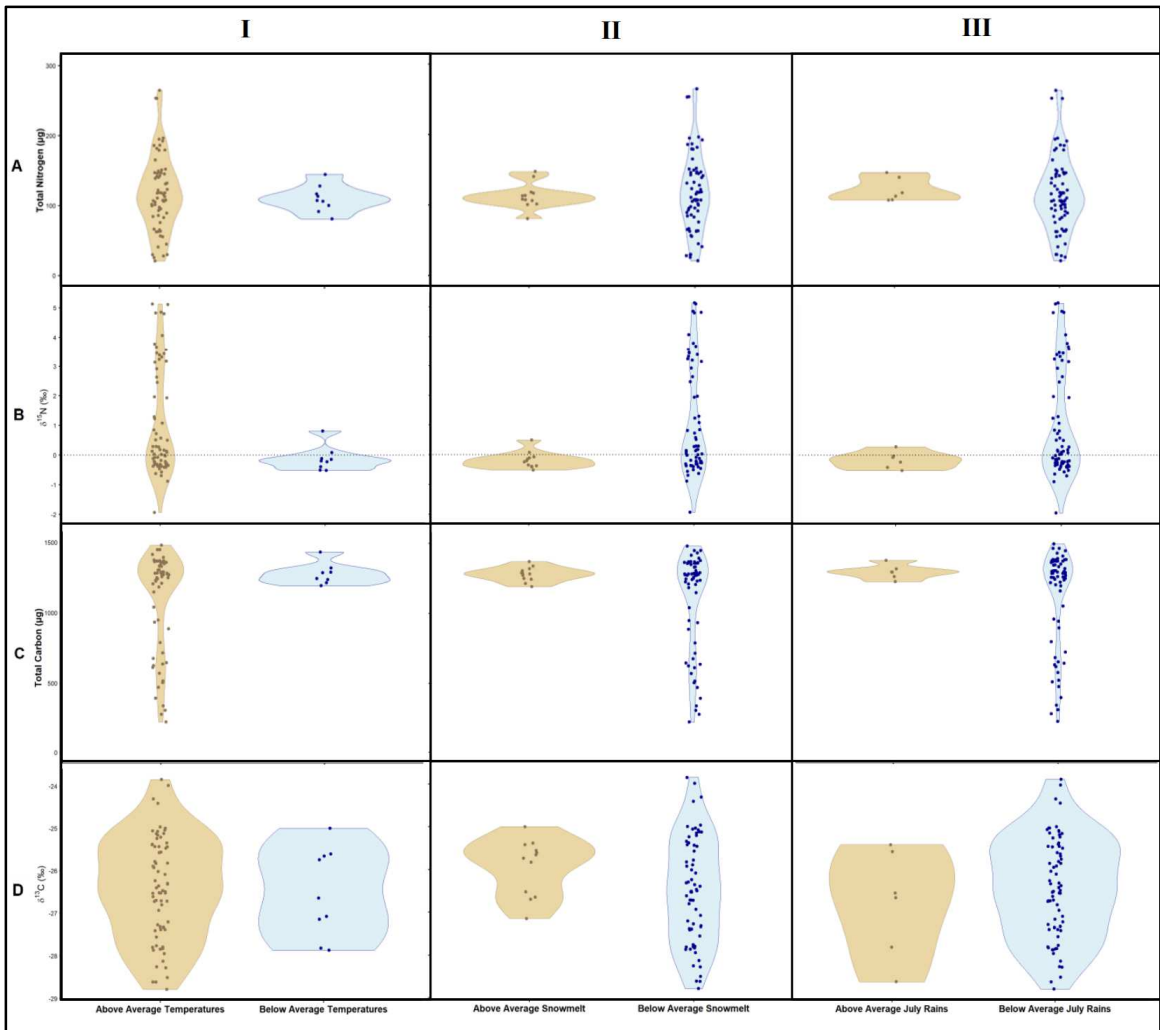 I II III
A
Total Nitrogen (µg)
300
200
100
0
B
δ15N (‰)
5
4
3
2
1
0
-1
-2
C
Total Carbon (µg)
1500
1000
500
0
D
δ13C (‰)
-24
-25
-26
-27
-28
-29
Above Average Temperatures Below Average Temperatures Above Average Snowmelt Below Average Snowmelt Above Average July Rains Below Average July Rains